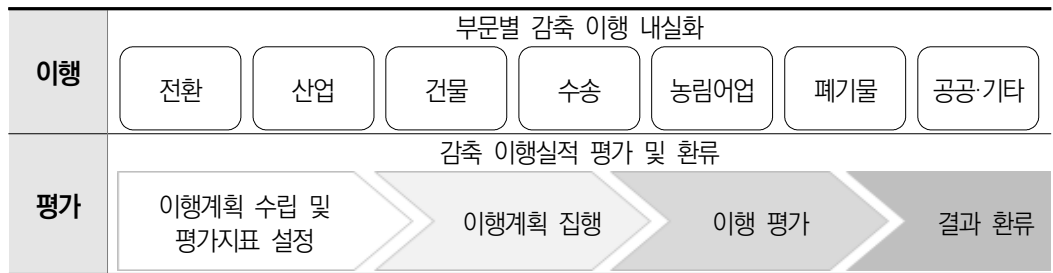 부문별 감축 이행 내실화
이행
전환
산업
건물
수송
농림어업
폐기물
공공·기타
감축 이행실적 평가 및 환류
평가
이행계획 수립 및
평가지표 설정
이행계획 집행
이행 평가
결과 환류